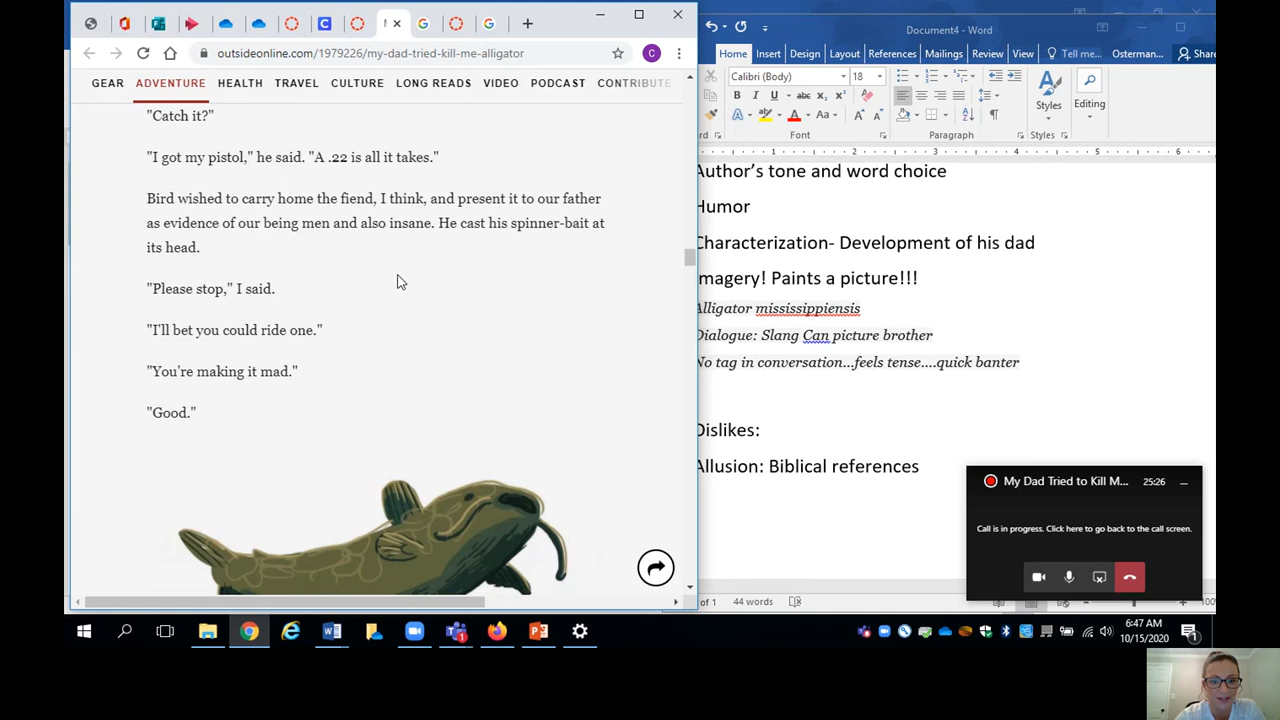 Document4 - Word
outsideonline.com/1979226/my-dad-tried-kill-me-alligator
C
Home Insert Design Layout References Mailings Review View Tell me... Osterman... Share
GEAR ADVENTURE HEALTH TRAVEL CULTURE LONG READS VIDEO PODCAST CONTRIBUTE
Calibri (Body) 18
Styles Editing
Font Paragraph Styles
"Catch it?"
"I got my pistol," he said. "A .22 is all it takes."
Bird wished to carry home the fiend, I think, and present it to our father
as evidence of our being men and also insane. He cast his spinner-bait at
its head.
"Please stop," I said.
"I'll bet you could ride one."
"You're making it mad."
"Good."
Author's tone and word choice
Humor
Characterization- Development of his dad
magery! Paints a picture!!!
Alligator mississippiensis
Dialogue: Slang Can picture brother
No tag in conversation...feels tense....quick banter
Dislikes:
Allusion: Biblical references
My Dad Tried to Kill M... 25:26
Call is in progress. Click here to go back to the call screen.
of 1 44 words
6:47 AM
10/15/2020